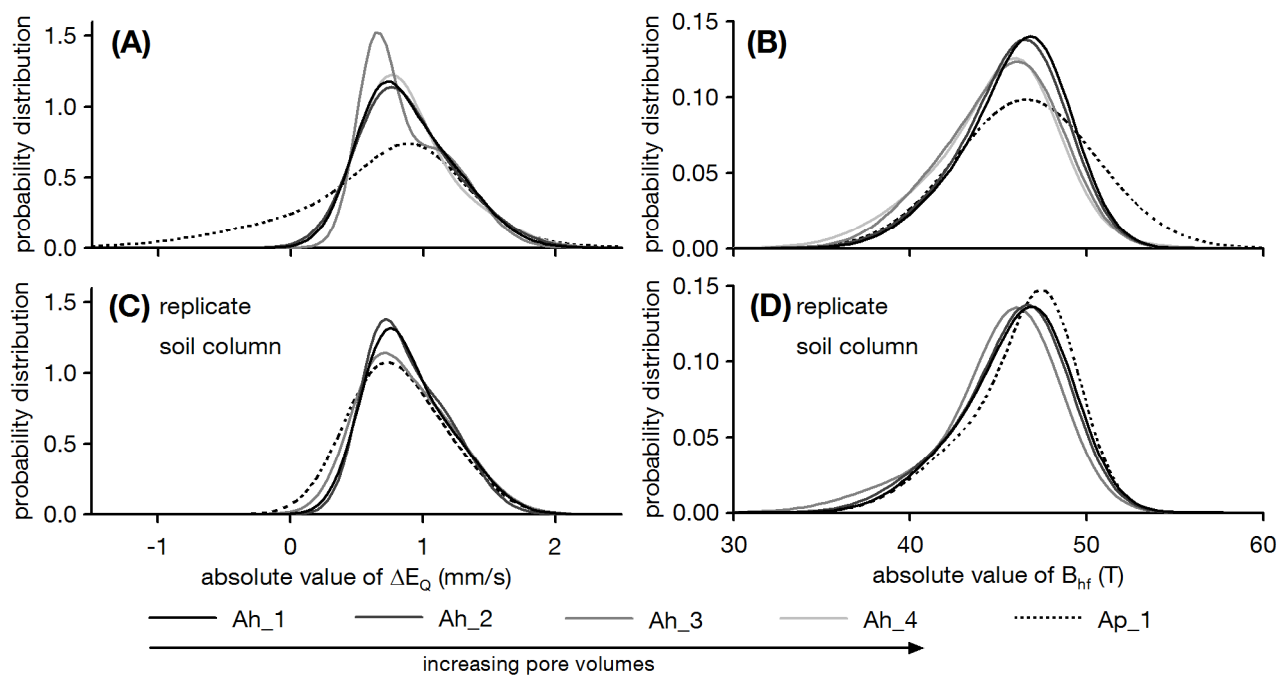 (A)
probability distribution
1.5
1.0
0.5
0.0
(B)
probability distribution
0.15
0.10
0.05
0.00
(C) replicate
soil column
probability distribution
1.5
1.0
0.5
0.0
-1 0 1 2
absolute value of ΔE_Q (mm/s)
(D) replicate
soil column
probability distribution
0.15
0.10
0.05
0.00
30 40 50 60
absolute value of B_hf (T)
Ah_1 Ah_2 Ah_3 Ah_4 Ap_1
increasing pore volumes